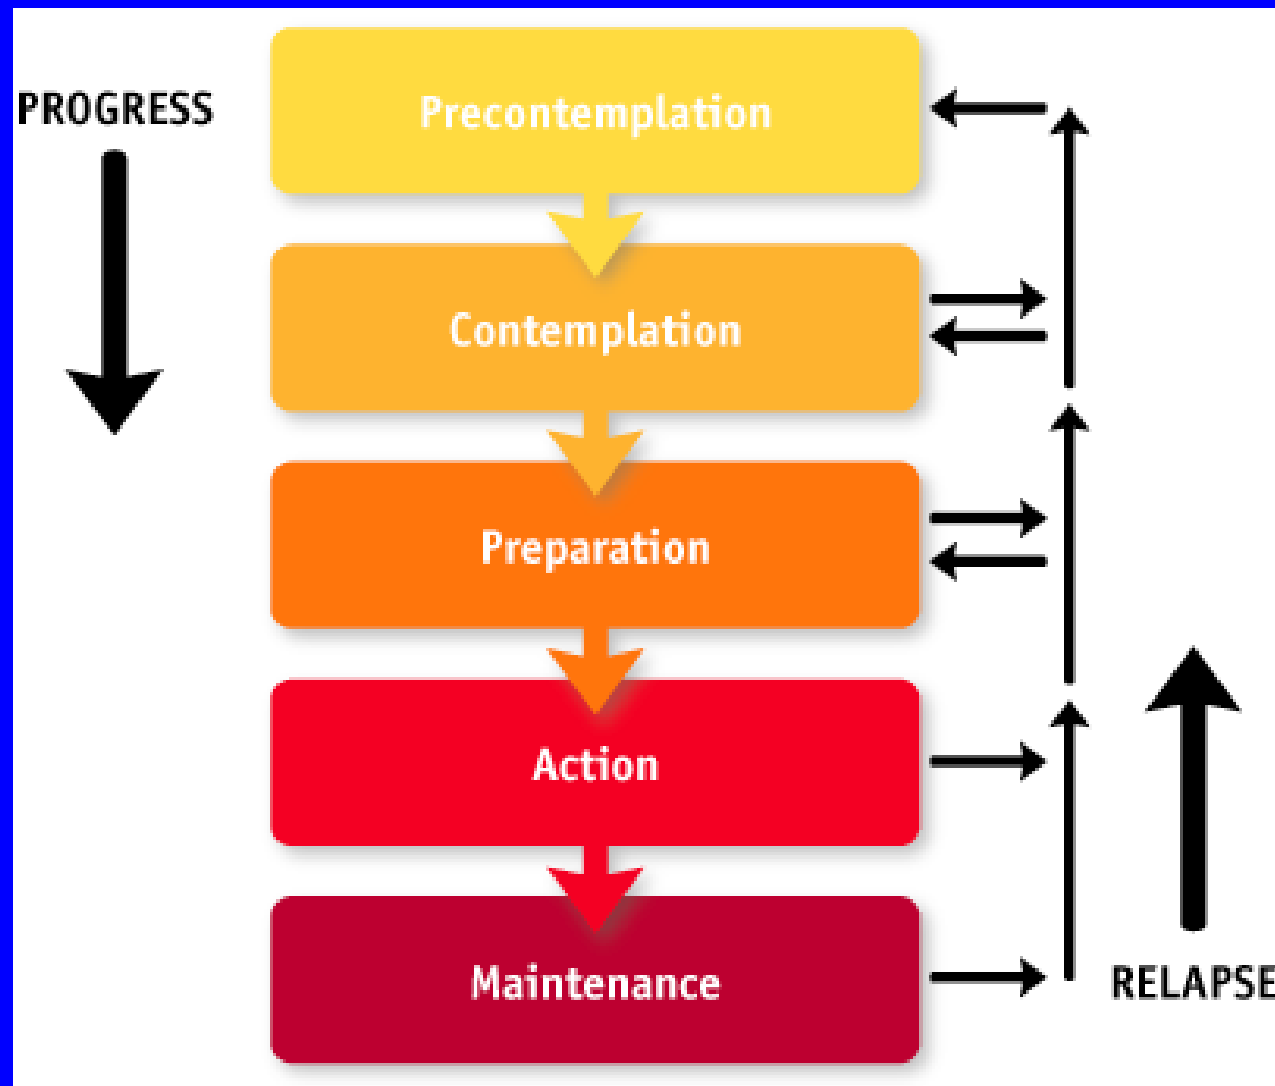 PROGRESS
Precontemplation
Contemplation
Preparation
Action
Maintenance
RELAPSE